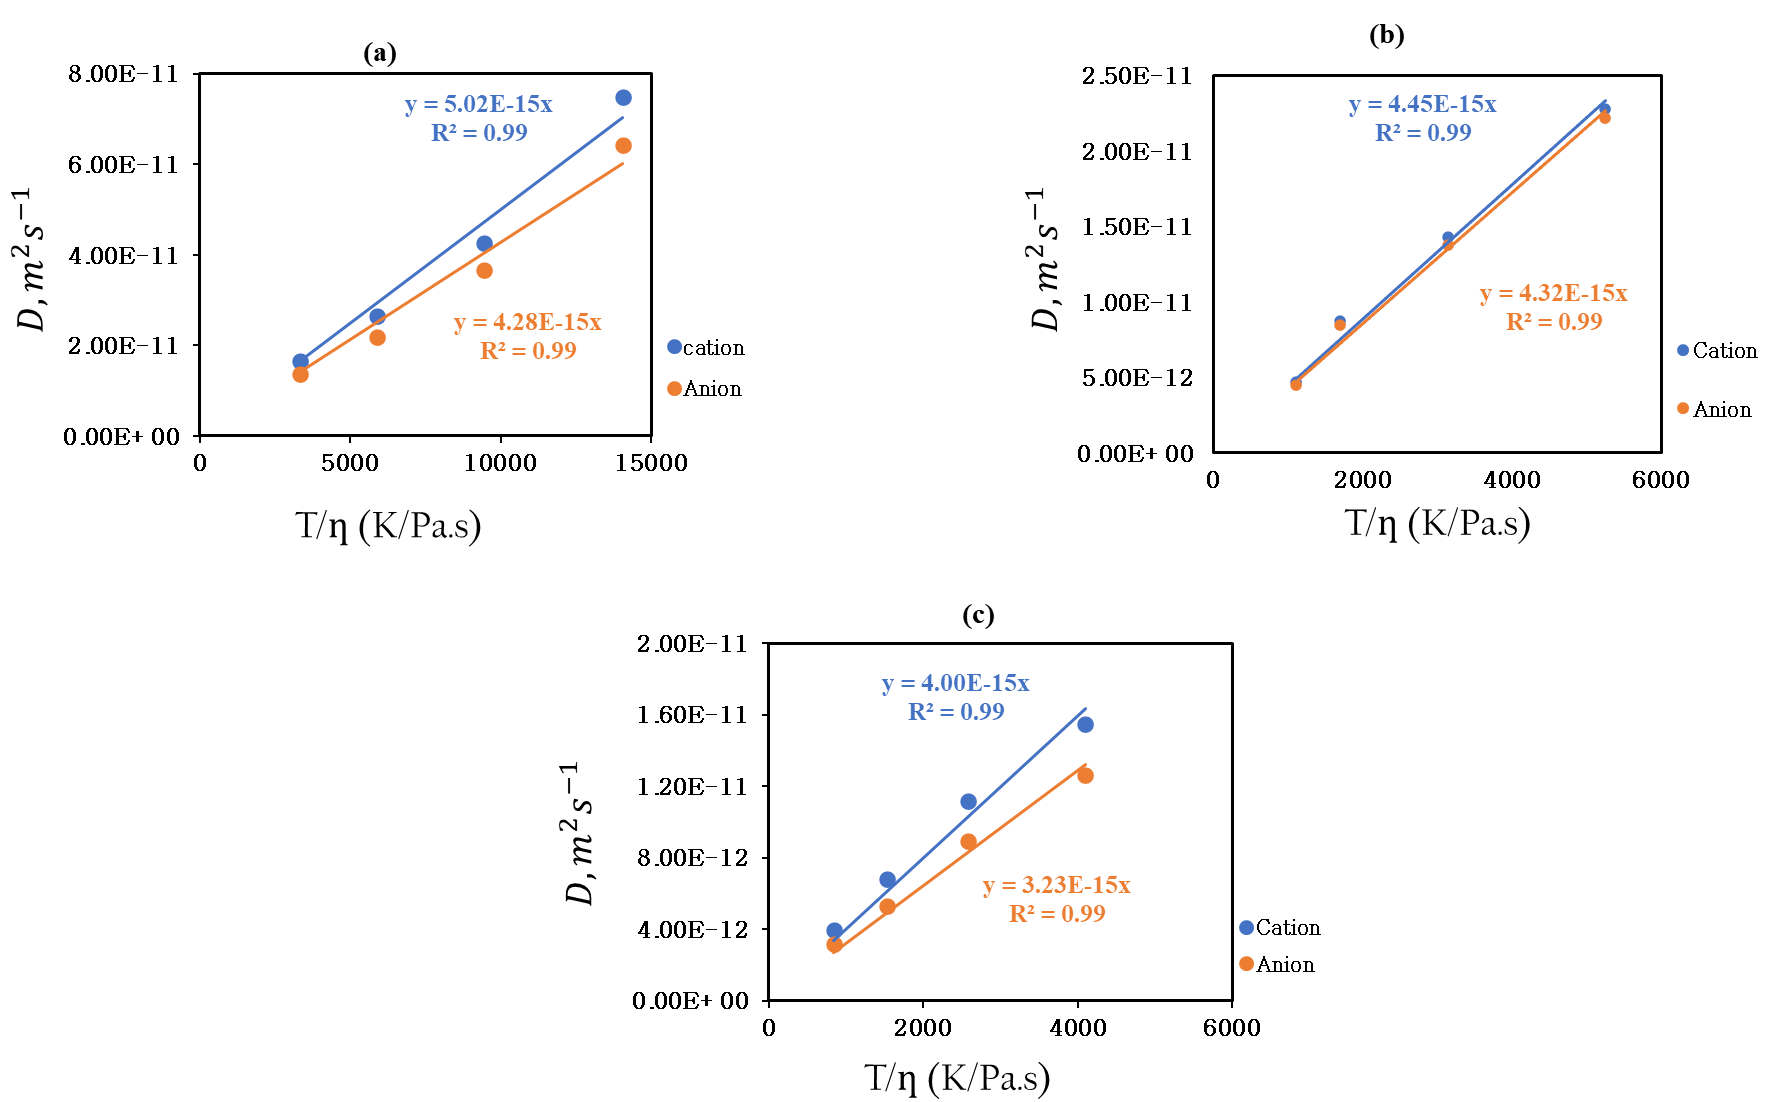 (a)
8.00E-11
6.00E-11
4.00E-11
2.00E-11
0.00E+00
0 5000 10000 15000
D, m² s⁻¹
T/η (K/Pa.s)
y = 5.02E-15x
R² = 0.99
y = 4.28E-15x
R² = 0.99
cation
Anion
(b)
2.50E-11
2.00E-11
1.50E-11
1.00E-11
5.00E-12
0.00E+00
0 2000 4000 6000
D, m² s⁻¹
T/η (K/Pa.s)
y = 4.45E-15x
R² = 0.99
y = 4.32E-15x
R² = 0.99
Cation
Anion
(c)
2.00E-11
1.60E-11
1.20E-11
8.00E-12
4.00E-12
0.00E+00
0 2000 4000 6000
D, m² s⁻¹
T/η (K/Pa.s)
y = 4.00E-15x
R² = 0.99
y = 3.23E-15x
R² = 0.99
Cation
Anion